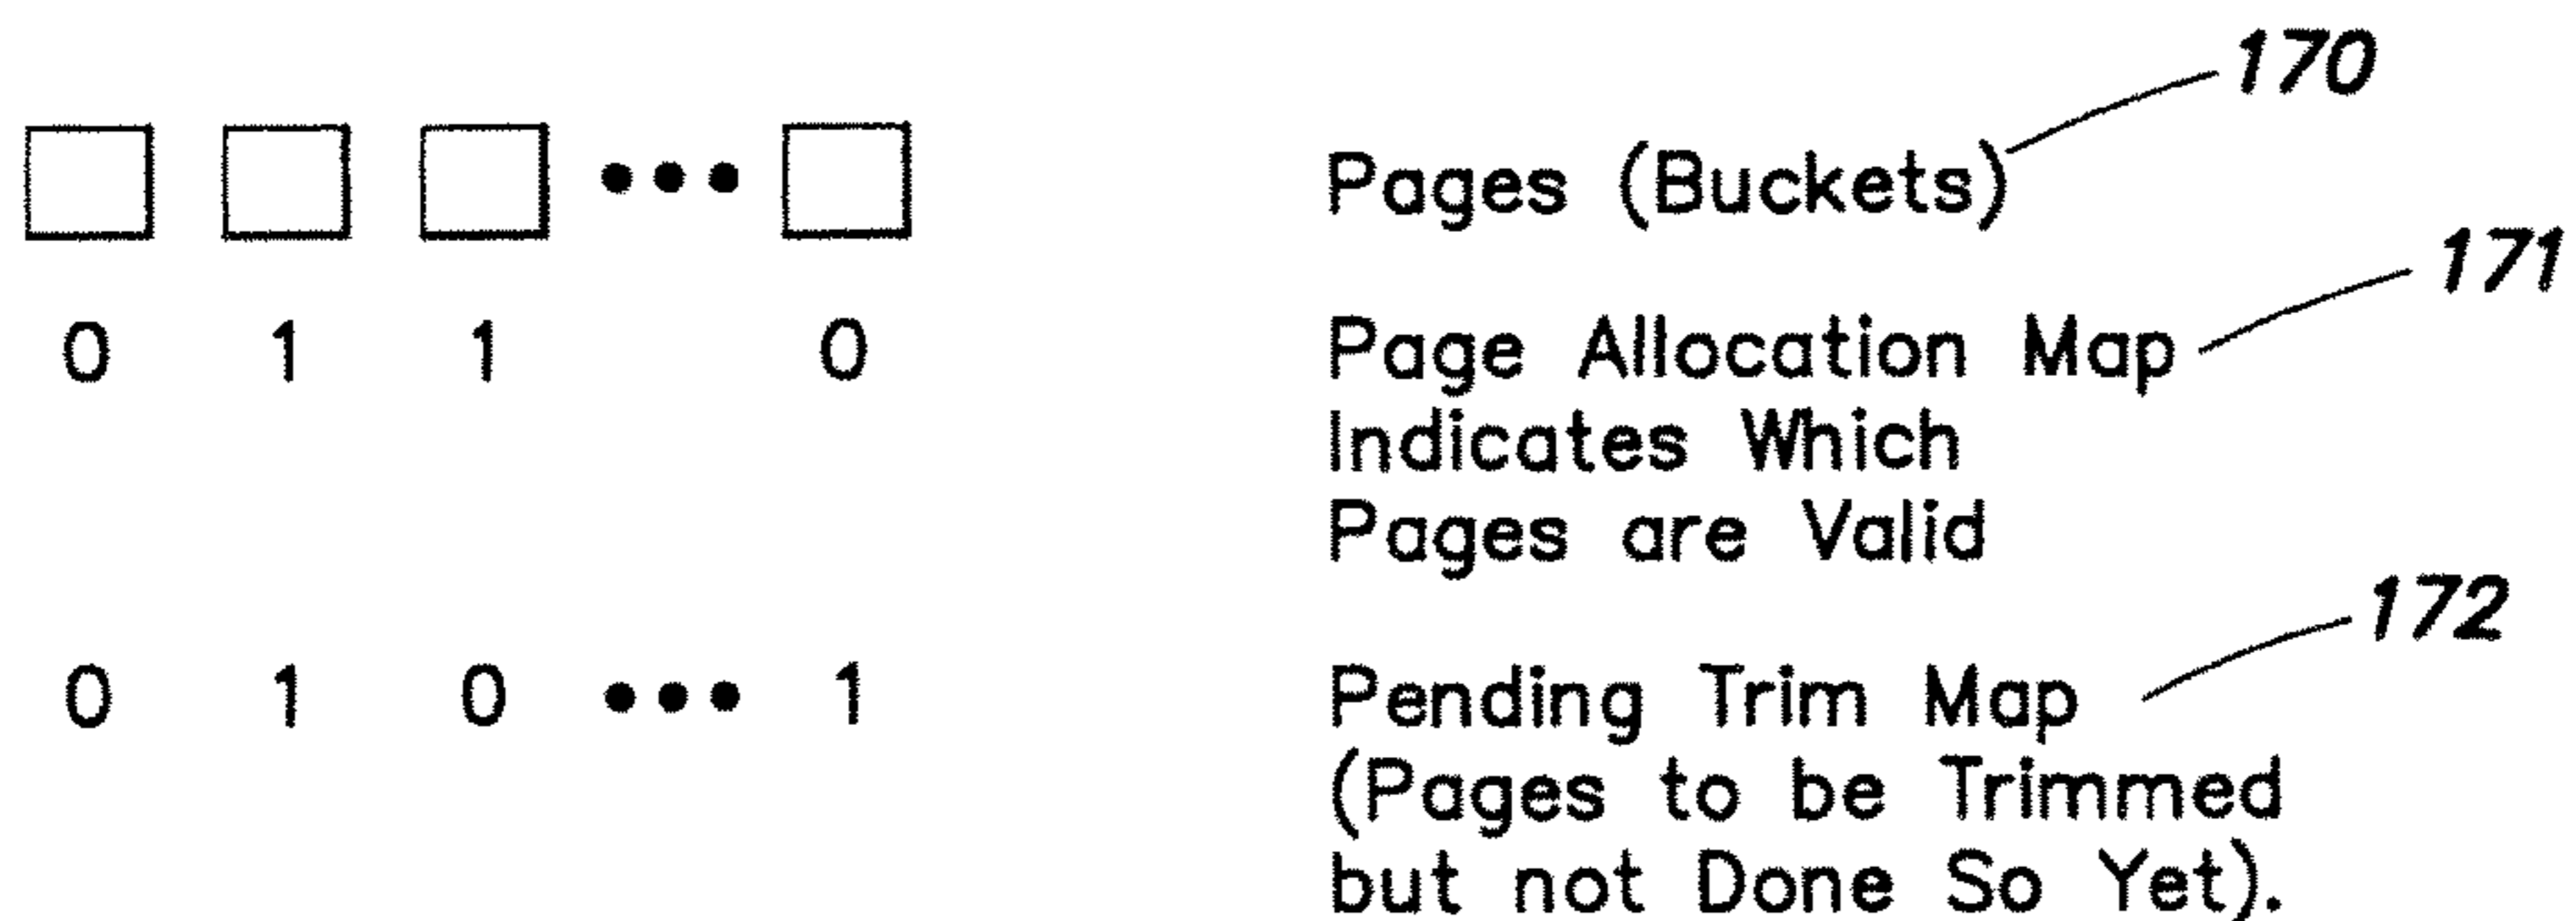 170
Pages (Buckets)
171
0 1 1 0
Page Allocation Map
Indicates Which
Pages are Valid
172
0 1 0 ••• 1
Pending Trim Map
(Pages to be Trimmed
but not Done So Yet).